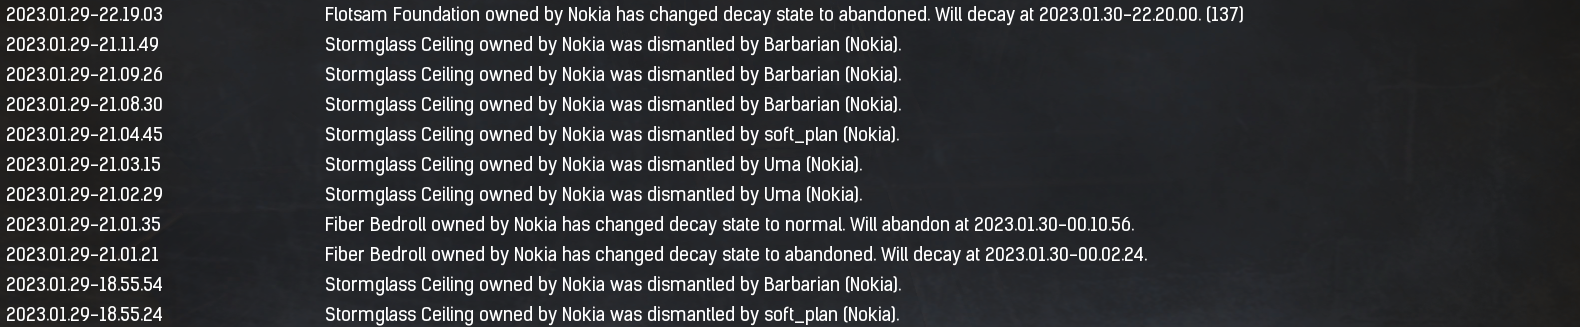 2023.01.29-22.19.03 Flotsam Foundation owned by Nokia has changed decay state to abandoned. Will decay at 2023.01.30-22.20.00. (137)
2023.01.29-21.11.49 Stormglass Ceiling owned by Nokia was dismantled by Barbarian (Nokia).
2023.01.29-21.09.26 Stormglass Ceiling owned by Nokia was dismantled by Barbarian (Nokia).
2023.01.29-21.08.30 Stormglass Ceiling owned by Nokia was dismantled by Barbarian (Nokia).
2023.01.29-21.04.45 Stormglass Ceiling owned by Nokia was dismantled by soft_plan (Nokia).
2023.01.29-21.03.15 Stormglass Ceiling owned by Nokia was dismantled by Uma (Nokia).
2023.01.29-21.02.29 Stormglass Ceiling owned by Nokia was dismantled by Uma (Nokia).
2023.01.29-21.01.35 Fiber Bedroll owned by Nokia has changed decay state to normal. Will abandon at 2023.01.30-00.10.56.
2023.01.29-21.01.21 Fiber Bedroll owned by Nokia has changed decay state to abandoned. Will decay at 2023.01.30-00.02.24.
2023.01.29-18.55.54 Stormglass Ceiling owned by Nokia was dismantled by Barbarian (Nokia).
2023.01.29-18.55.24 Stormglass Ceiling owned by Nokia was dismantled by soft_plan (Nokia).